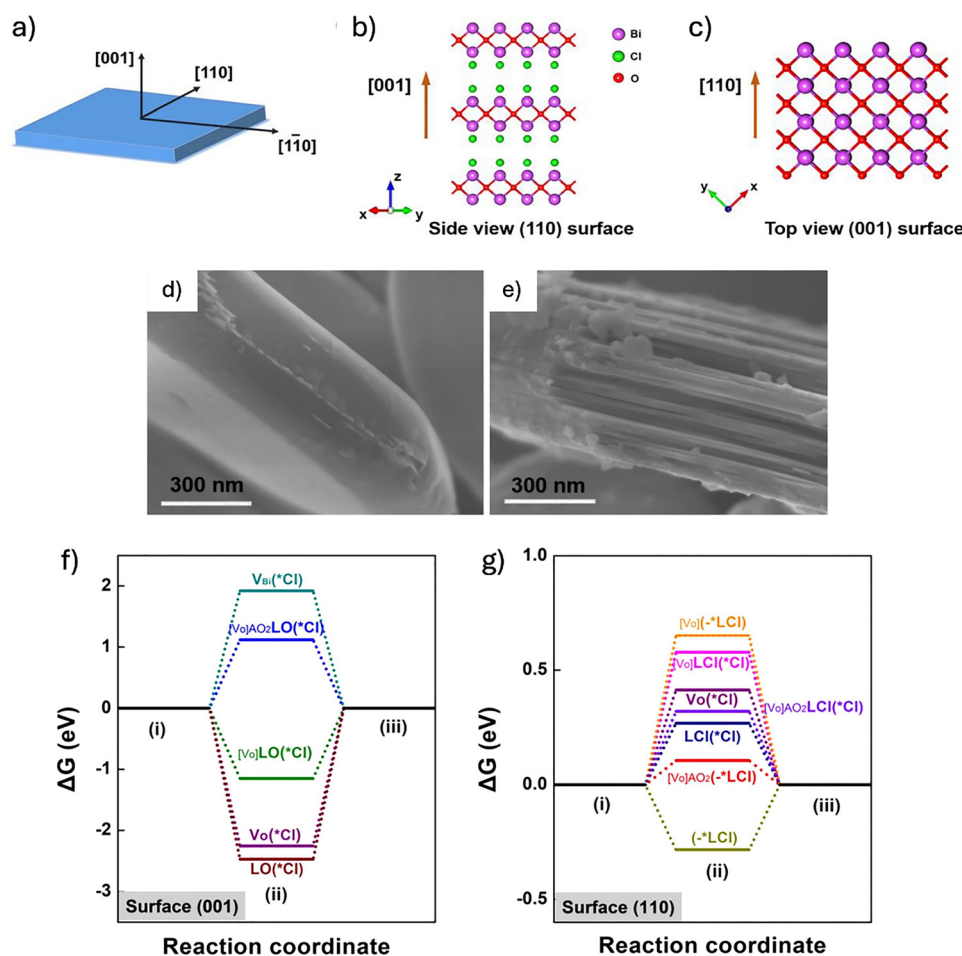 a)
[001]
[110]
[1̄10]
b)
[001]
Bi
Cl
O
z
x
y
Side view (110) surface
c)
[110]
y
x
Top view (001) surface
d)
300 nm
e)
300 nm
f)
ΔG (eV)
2
1
0
-1
-2
-3
VBi(*Cl)
[Vo]AO2LO(*Cl)
(i)
(iii)
[Vo]LO(*Cl)
Vo(*Cl)
LO(*Cl)
(ii)
Surface (001)
Reaction coordinate
g)
ΔG (eV)
1.0
0.5
0.0
-0.5
[Vo](-*LCl)
[Vo]LCl(*Cl)
Vo(*Cl)
[Vo]AO2LCl(*Cl)
LCl(*Cl)
[Vo]AO2(-*LCl)
(i)
(iii)
(-*LCl)
(ii)
Surface (110)
Reaction coordinate